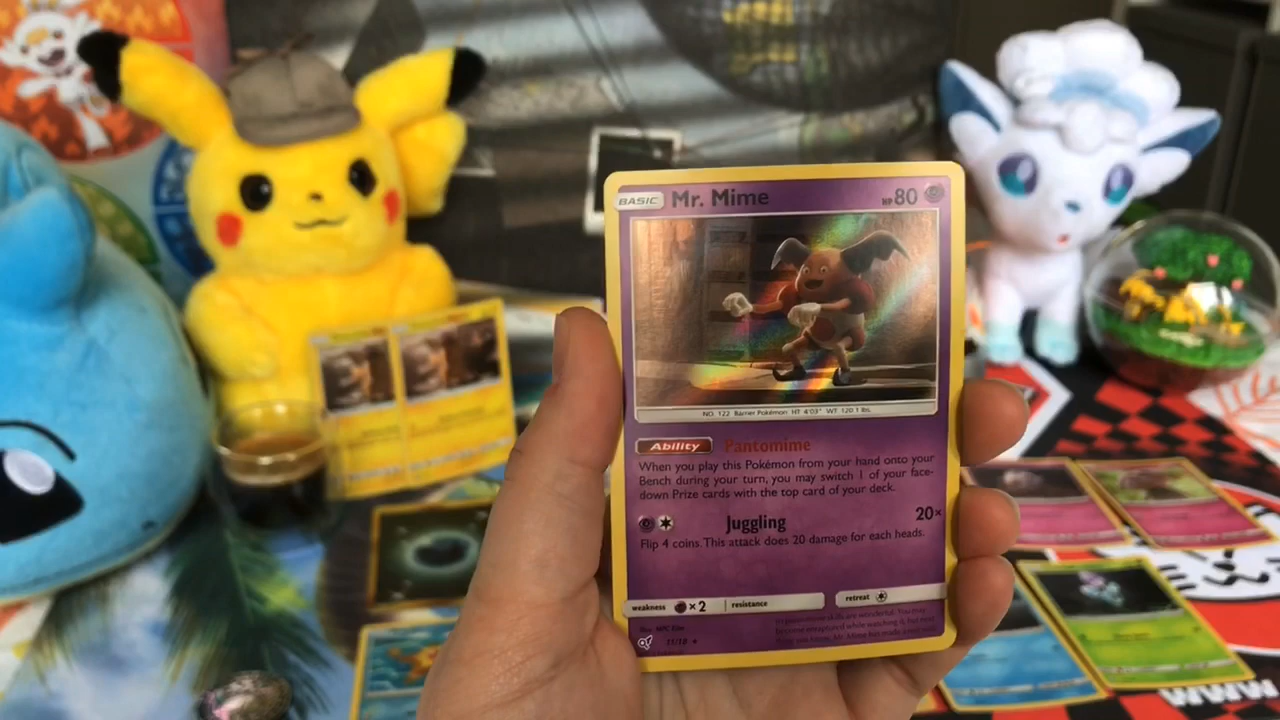 BASIC Mr. Mime HP 80
NO. 122 Barrier Pokémon HT 4'03" WT 120.1 lbs.
Ability Pantomime
When you play this Pokémon from your hand onto your
Bench during your turn, you may switch 1 of your face-
down Prize cards with the top card of your deck.
Juggling 20×
Flip 4 coins. This attack does 20 damage for each heads.
weakness ×2 resistance retreat
11/18